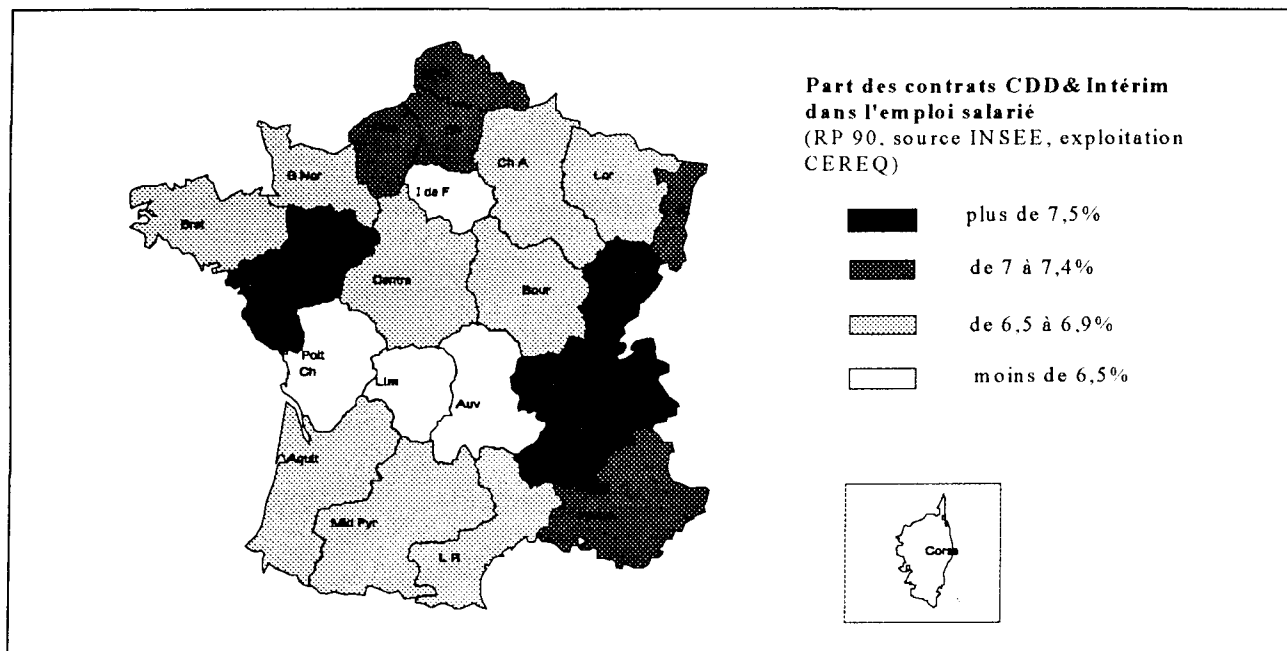 Part des contrats CDD & Intérim
dans l'emploi salarié
(RP 90, source INSEE, exploitation
CEREQ)
plus de 7,5%
de 7 à 7,4%
de 6,5 à 6,9%
moins de 6,5%
Ch A
Lor
B Nor
I de F
Bret
Centre
Bour
Poit
Ch
Lim
Auv
Aquit
Mid Pyr
L R
Corse